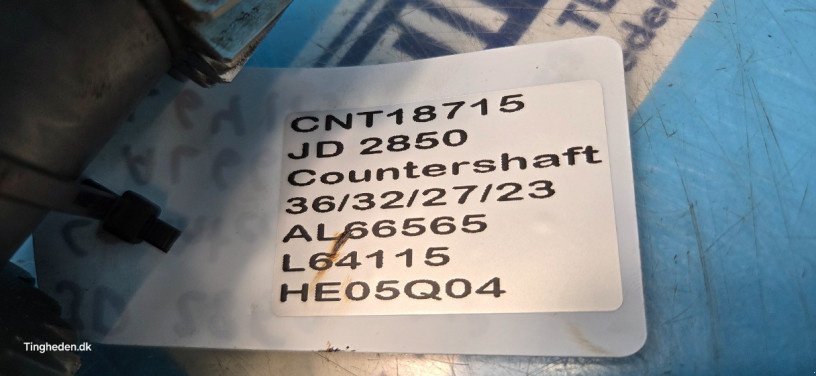 CNT18715
JD 2850
Countershaft
36/32/27/23
AL66565
L64115
HE05Q04
Tingheden.dk